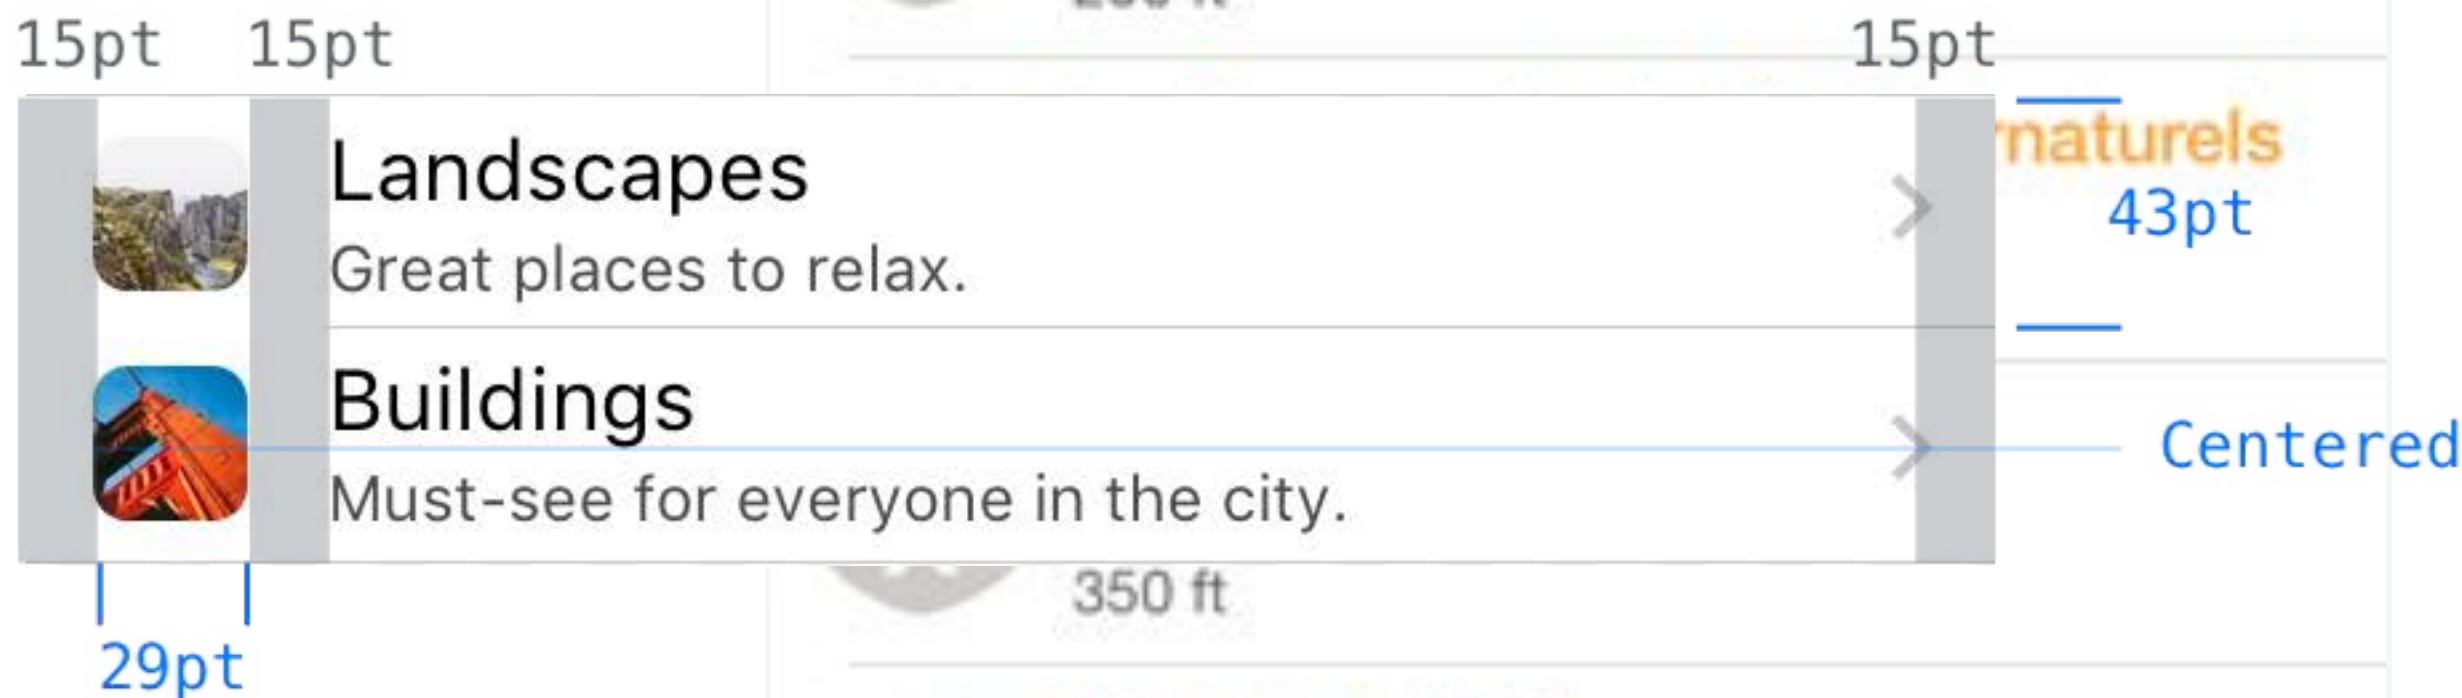 15pt 15pt 15pt
Landscapes
rnaturels
43pt
Great places to relax.
Buildings
Centered
Must-see for everyone in the city.
350 ft
29pt